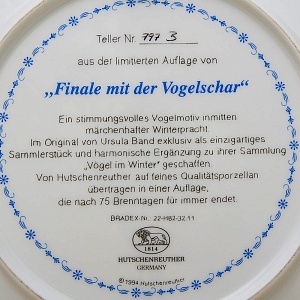 Teller Nr. 797 B
aus der limitierten Auflage von
„Finale mit der Vogelschar"
Ein stimmungsvolles Vogelmotiv inmitten
märchenhafter Winterpracht.
Im Original von Ursula Band exklusiv als einzigartiges
Sammlerstück und harmonische Ergänzung zu ihrer Sammlung
„Vögel im Winter" geschaffen.
Von Hutschenreuther auf feines Qualitätsporzellan
übertragen in einer Auflage,
die nach 75 Brenntagen für immer endet.
BRADEX-Nr. 22-H82-32.11
1814
HUTSCHENREUTHER
GERMANY
©1994 Hutschenreuther